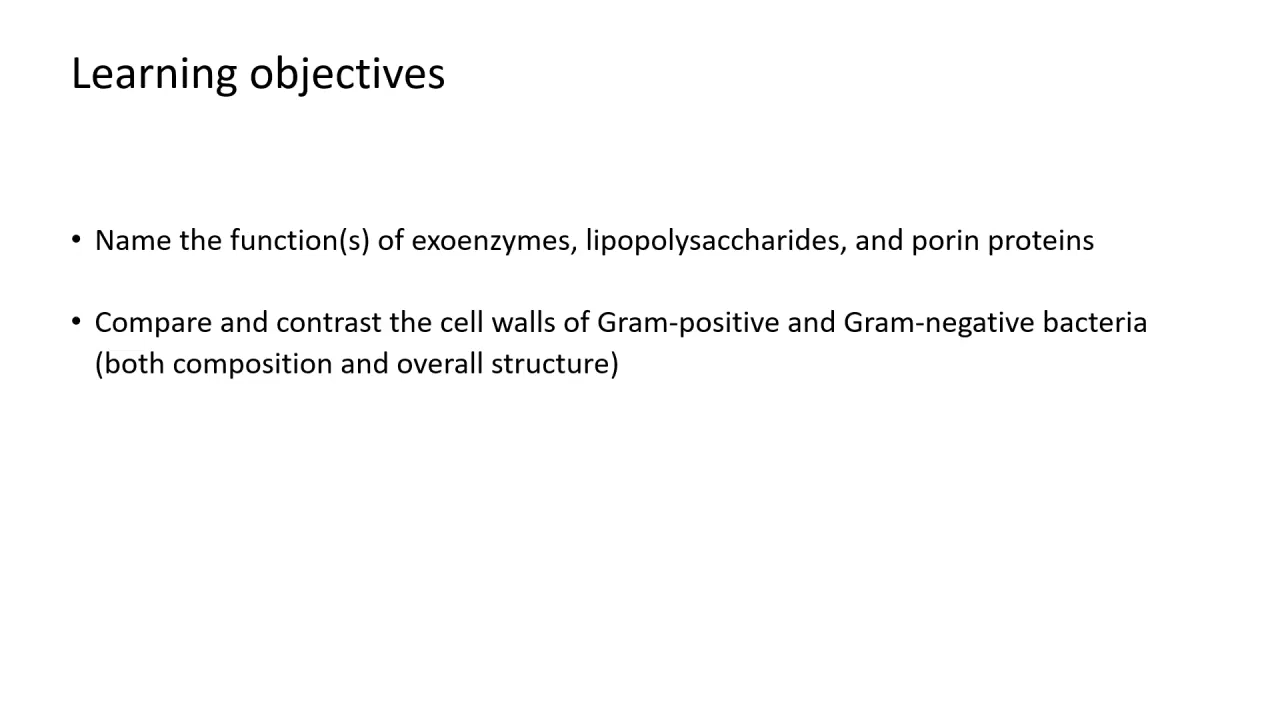 Learning objectives
• Name the function(s) of exoenzymes, lipopolysaccharides, and porin proteins
• Compare and contrast the cell walls of Gram-positive and Gram-negative bacteria
(both composition and overall structure)